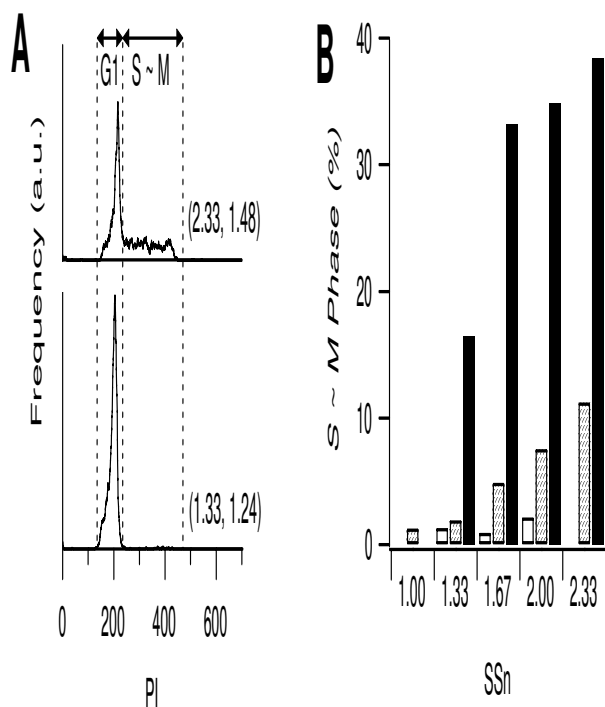 A
G1 S ~ M
Frequency (a.u.)
(2.33, 1.48)
(1.33, 1.24)
0 200 400 600
PI
B
S ~ M Phase (%)
40
30
20
10
0
1.00 1.33 1.67 2.00 2.33
SSn